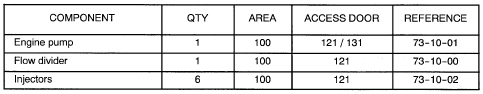 COMPONENT QTY AREA ACCESS DOOR REFERENCE
Engine pump 1 100 121 / 131 73-10-01
Flow divider 1 100 121 73-10-00
Injectors 6 100 121 73-10-02